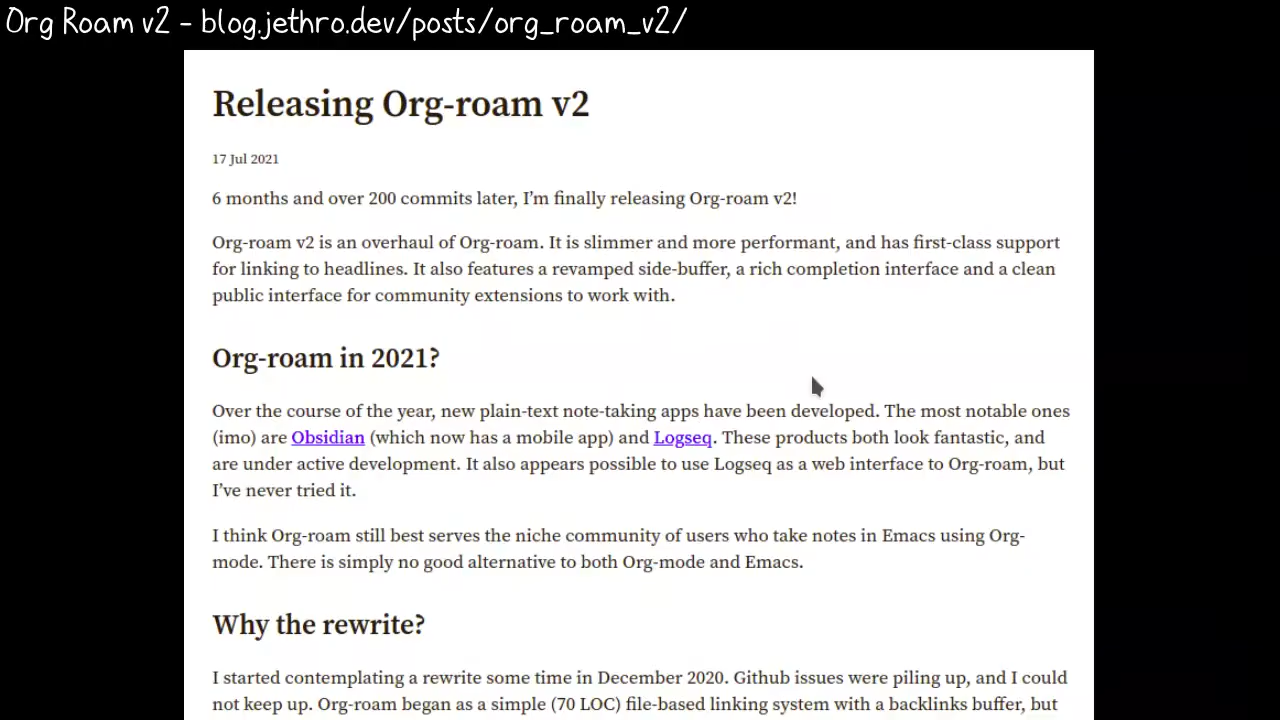 Org Roam v2 - blog.jethro.dev/posts/org_roam_v2/
Releasing Org-roam v2
17 Jul 2021
6 months and over 200 commits later, I’m finally releasing Org-roam v2!
Org-roam v2 is an overhaul of Org-roam. It is slimmer and more performant, and has first-class support
for linking to headlines. It also features a revamped side-buffer, a rich completion interface and a clean
public interface for community extensions to work with.
Org-roam in 2021?
Over the course of the year, new plain-text note-taking apps have been developed. The most notable ones
(imo) are Obsidian (which now has a mobile app) and Logseq. These products both look fantastic, and
are under active development. It also appears possible to use Logseq as a web interface to Org-roam, but
I’ve never tried it.
I think Org-roam still best serves the niche community of users who take notes in Emacs using Org-
mode. There is simply no good alternative to both Org-mode and Emacs.
Why the rewrite?
I started contemplating a rewrite some time in December 2020. Github issues were piling up, and I could
not keep up. Org-roam began as a simple (70 LOC) file-based linking system with a backlinks buffer, but